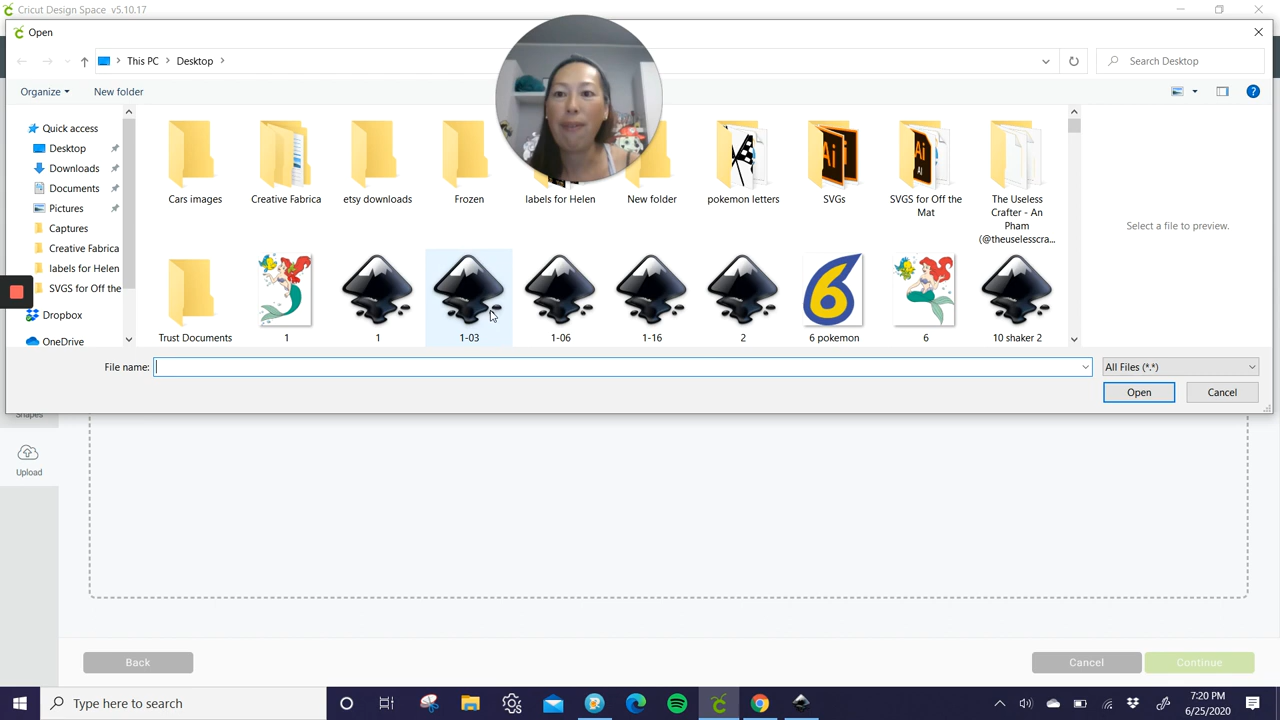 Cricut Design Space v5.10.17
Open
This PC > Desktop >
Search Desktop
Organize
New folder
Quick access
Desktop
Downloads
Documents
Pictures
Captures
Creative Fabrica
labels for Helen
SVGS for Off the
Dropbox
OneDrive
Cars images
Creative Fabrica
etsy downloads
Frozen
labels for Helen
New folder
pokemon letters
SVGs
SVGS for Off the Mat
The Useless
Crafter - An
Pham
(@theuselesscra...
Select a file to preview.
Trust Documents
1
1
1-03
1-06
1-16
2
6 pokemon
6
10 shaker 2
File name:
All Files (*.*)
Open
Cancel
Shapes
Upload
Back
Cancel
Continue
Type here to search
7:20 PM
6/25/2020